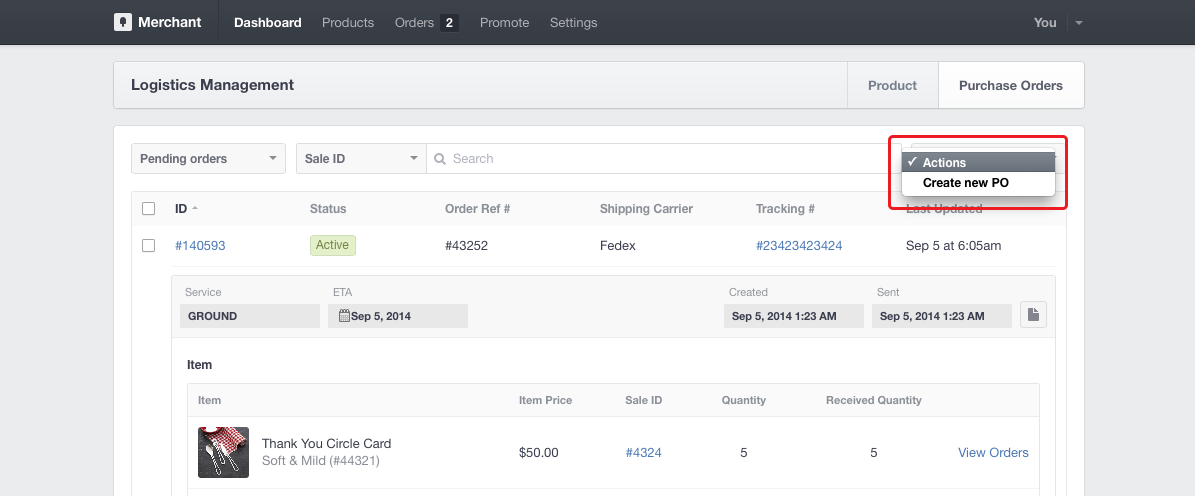 Merchant Dashboard Products Orders 2 Promote Settings You
Logistics Management Product Purchase Orders
Pending orders Sale ID Search ✓ Actions
Create new PO
ID Status Order Ref # Shipping Carrier Tracking # Last Updated
#140593 Active #43252 Fedex #23423423424 Sep 5 at 6:05am
Service ETA Created Sent
GROUND Sep 5, 2014 Sep 5, 2014 1:23 AM Sep 5, 2014 1:23 AM
Item
Item Item Price Sale ID Quantity Received Quantity
Thank You Circle Card
Soft & Mild (#44321) $50.00 #4324 5 5 View Orders